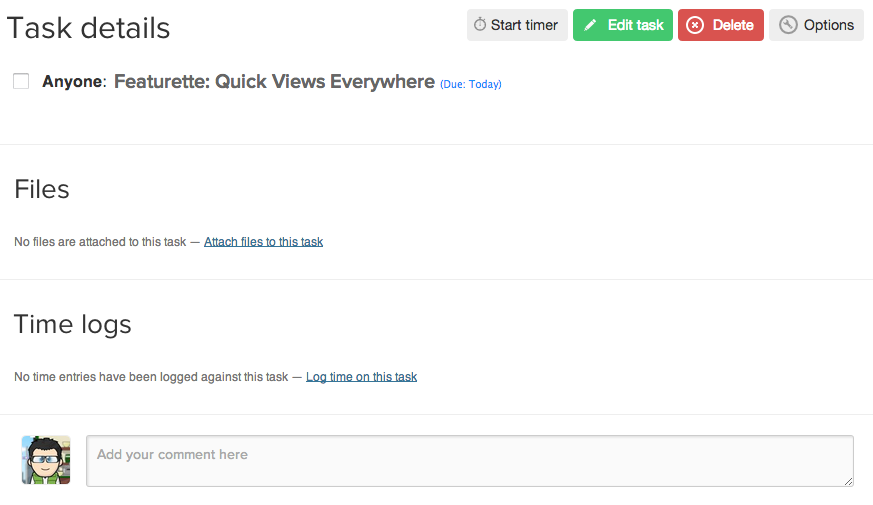 Task details
Start timer Edit task Delete Options
Anyone: Featurette: Quick Views Everywhere (Due: Today)
Files
No files are attached to this task — Attach files to this task
Time logs
No time entries have been logged against this task — Log time on this task
Add your comment here